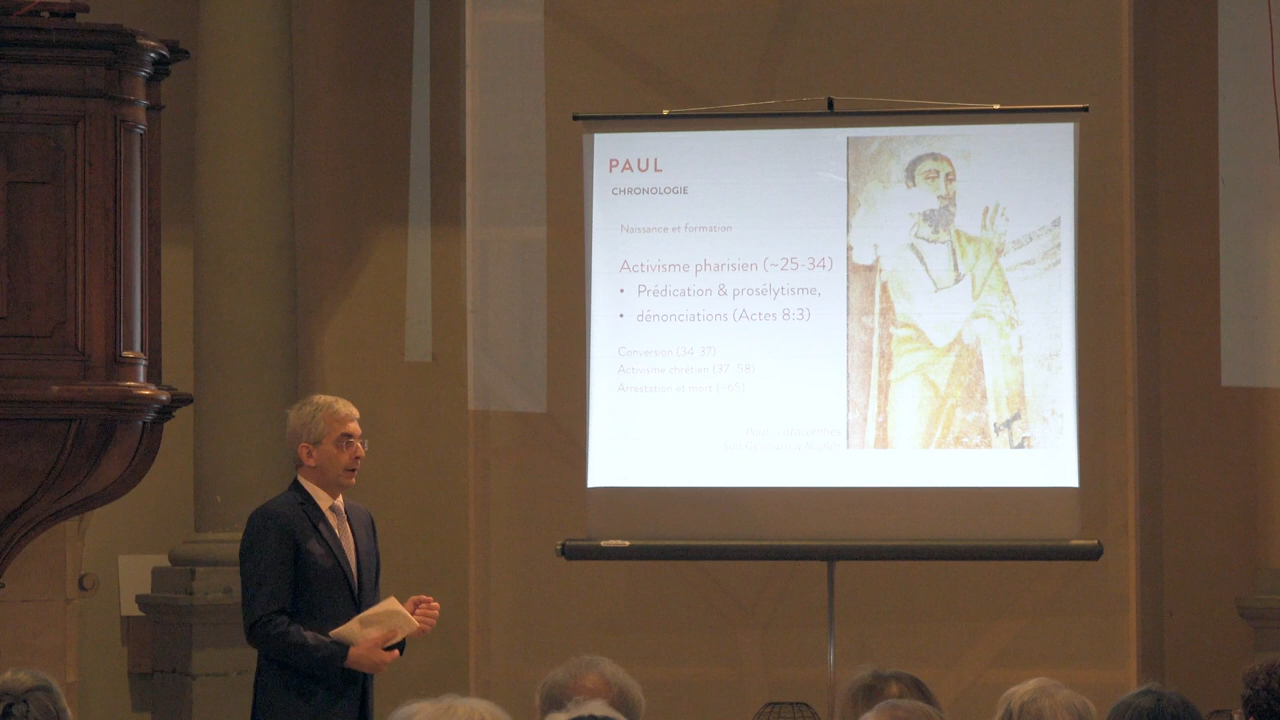 PAUL
CHRONOLOGIE
Naissance et formation
Activisme pharisien (~25-34)
• Prédication & prosélytisme,
• dénonciations (Actes 8:3)
Conversion (34-37)
Activisme chrétien (37-58)
Arrestation et mort (~65)